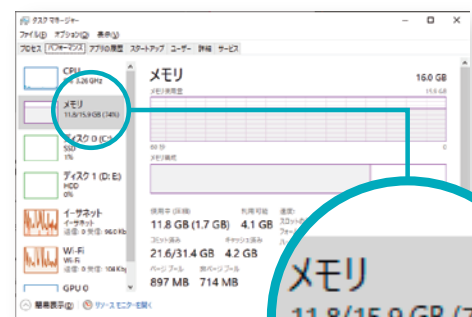 タスク マネージャー
ファイル(F) オプション(O) 表示(V)
プロセス パフォーマンス アプリの履歴 スタートアップ ユーザー 詳細 サービス
CPU
3.26 GHz
メモリ
11.8/15.9 GB (74%)
ディスク 0 (C:)
SSD
1%
ディスク 1 (D: E)
HDD
0%
イーサネット
イーサネット
Wi-Fi
Wi-Fi
GPU 0
メモリ
16.0 GB
メモリ使用量
15.9 GB
60 秒
0
メモリ構成
使用中 (圧縮)
利用可能
速度:
11.8 GB (1.7 GB)
4.1 GB
コミット済み
キャッシュ済み
21.6/31.4 GB
4.2 GB
ページ プール
非ページ プール
897 MB
714 MB
簡易表示(D)
リソース モニターを開く
メモリ